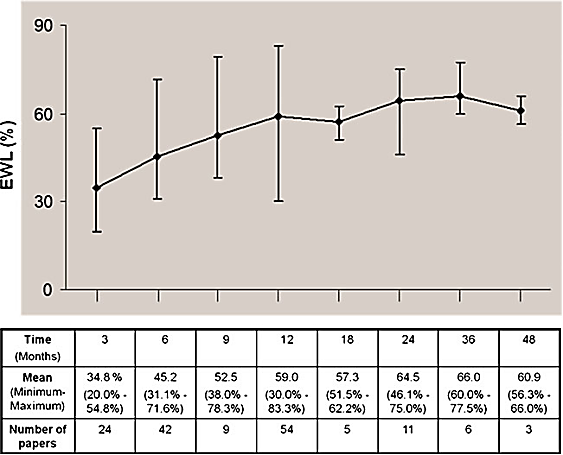 90
60
30
0
EWL (%)
Time (Months) 3 6 9 12 18 24 36 48
Mean (Minimum-Maximum) 34.8 % (20.0% - 54.8%) 45.2 (31.1% - 71.6%) 52.5 (38.0% - 78.3%) 59.0 (30.0% - 83.3%) 57.3 (51.5% - 62.2%) 64.5 (46.1% - 75.0%) 66.0 (60.0% - 77.5%) 60.9 (56.3% - 66.0%)
Number of papers 24 42 9 54 5 11 6 3